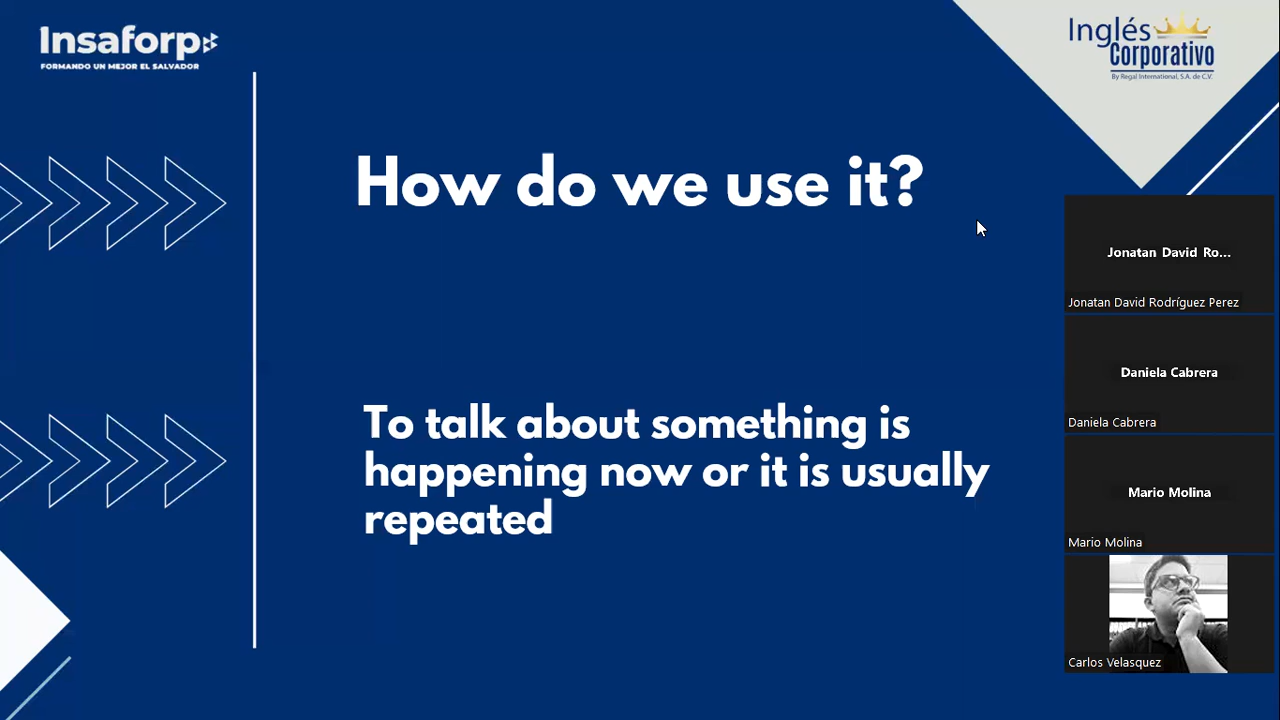 Insaforp
FORMANDO UN MEJOR EL SALVADOR
Inglés
Corporativo
By Regal International, S.A. de C.V.
How do we use it?
To talk about something is
happening now or it is usually
repeated
Jonatan David Ro...
Jonatan David Rodríguez Perez
Daniela Cabrera
Daniela Cabrera
Mario Molina
Mario Molina
Carlos Velasquez